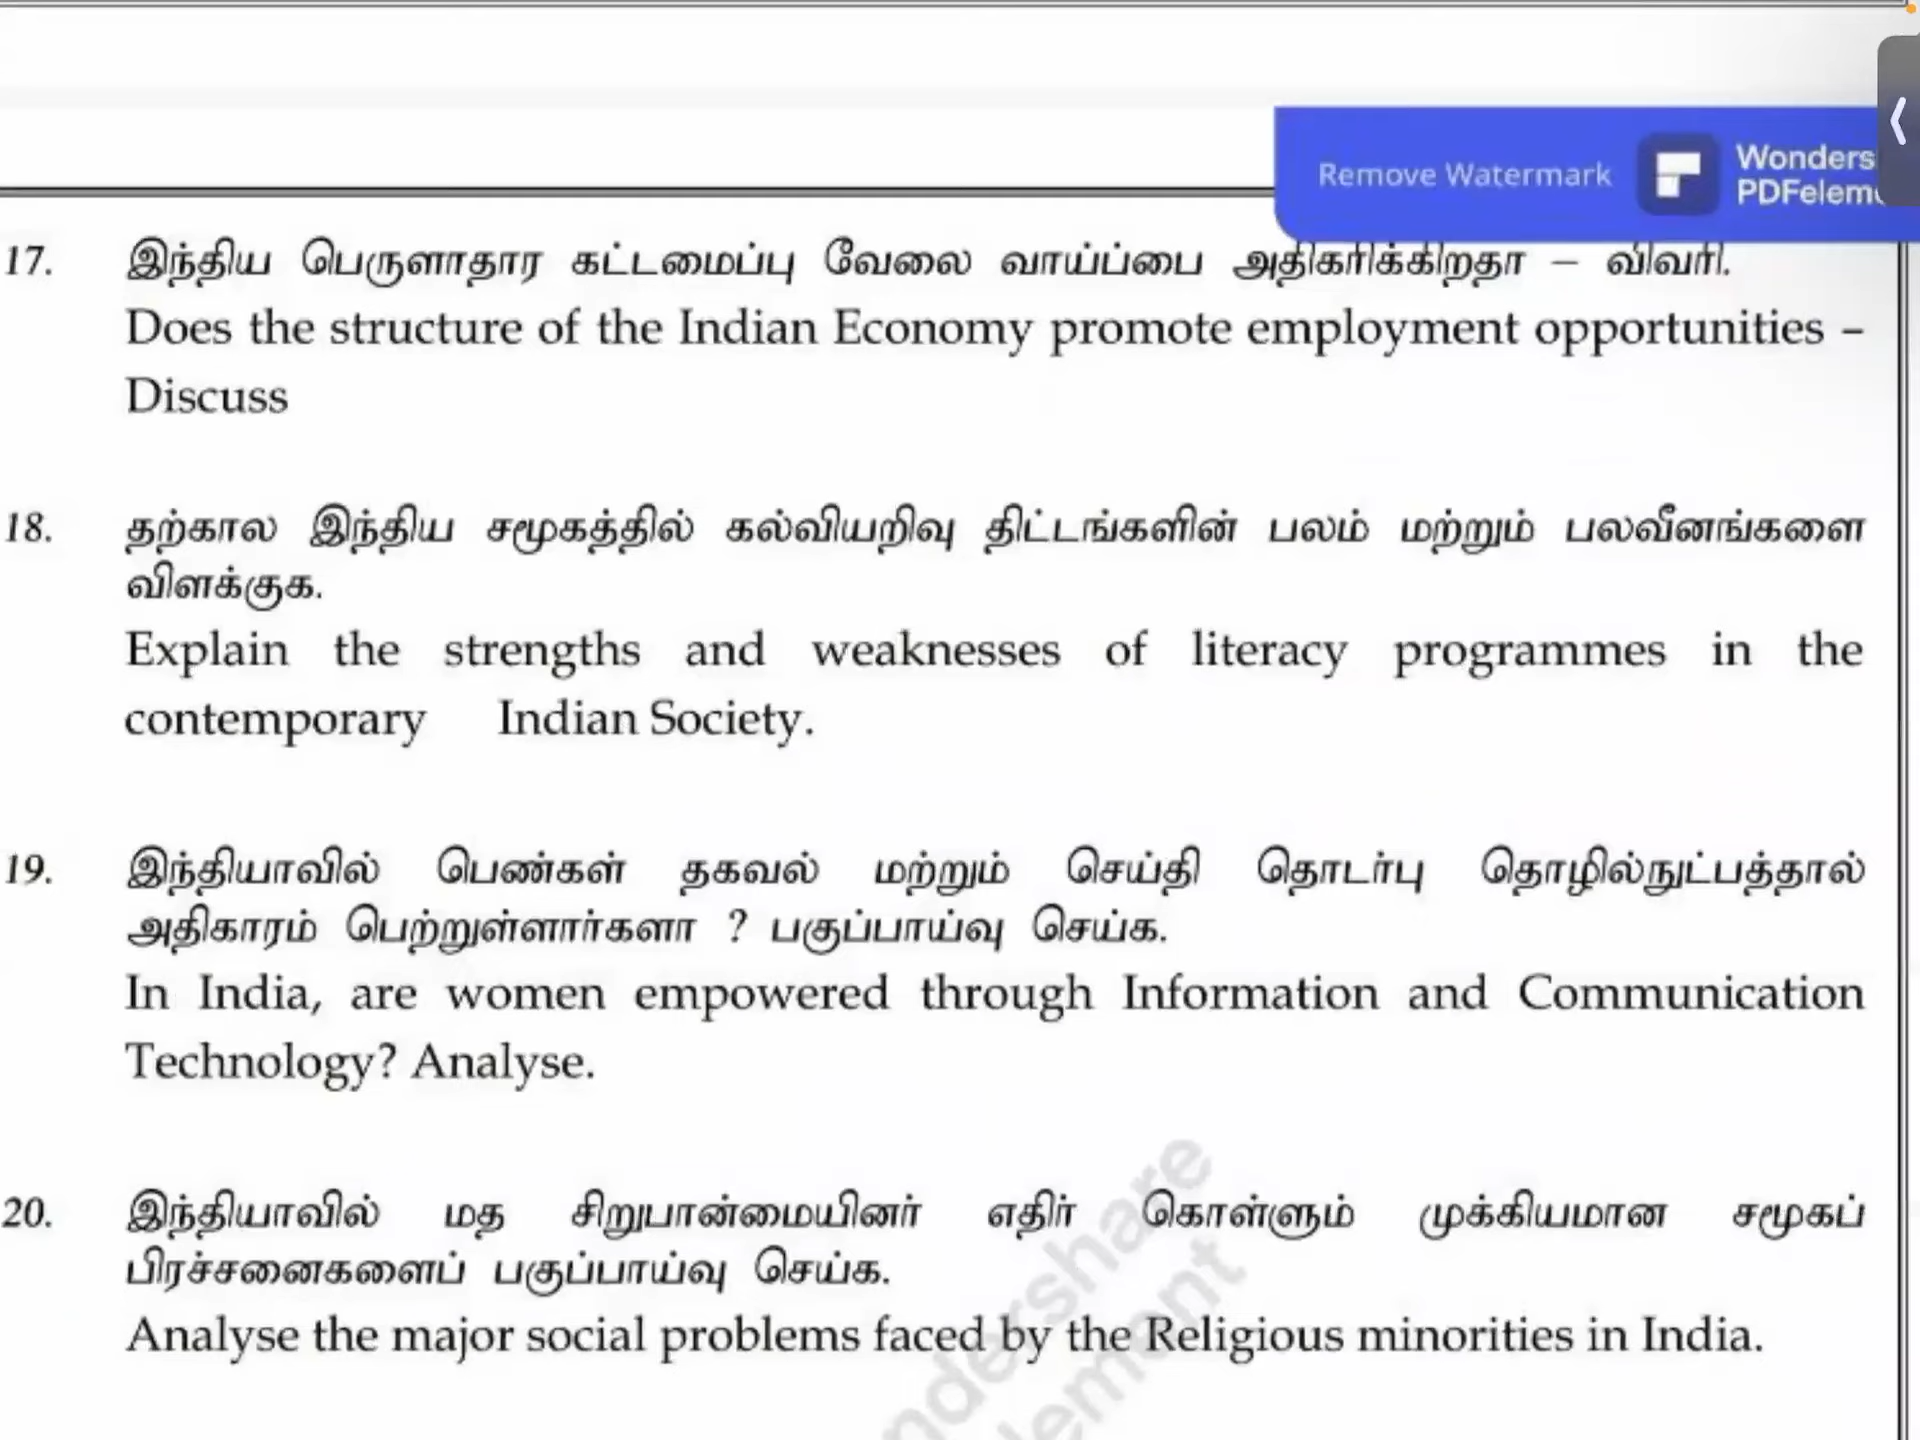 Remove Watermark
Wonders
PDFelem
17. இந்திய பெருளாதார கட்டமைப்பு வேலை வாய்ப்பை அதிகரிக்கிறதா – விவரி.
Does the structure of the Indian Economy promote employment opportunities –
Discuss
18. தற்கால இந்திய சமூகத்தில் கல்வியறிவு திட்டங்களின் பலம் மற்றும் பலவீனங்களை
விளக்குக.
Explain the strengths and weaknesses of literacy programmes in the
contemporary Indian Society.
19. இந்தியாவில் பெண்கள் தகவல் மற்றும் செய்தி தொடர்பு தொழில்நுட்பத்தால்
அதிகாரம் பெற்றுள்ளார்களா ? பகுப்பாய்வு செய்க.
In India, are women empowered through Information and Communication
Technology? Analyse.
20. இந்தியாவில் மத சிறுபான்மையினர் எதிர் கொள்ளும் முக்கியமான சமூகப்
பிரச்சனைகளைப் பகுப்பாய்வு செய்க.
Analyse the major social problems faced by the Religious minorities in India.
ndershare
lement